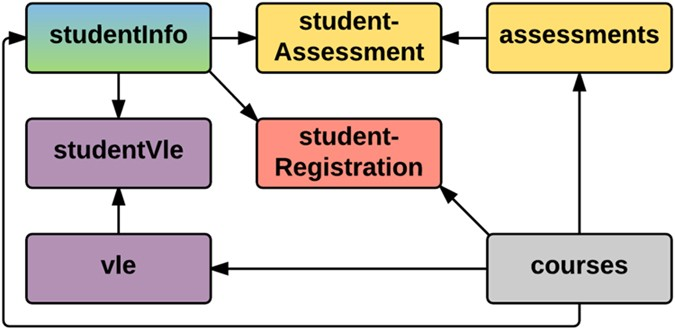 studentInfo
student-
Assessment
assessments
studentVle
student-
Registration
vle
courses